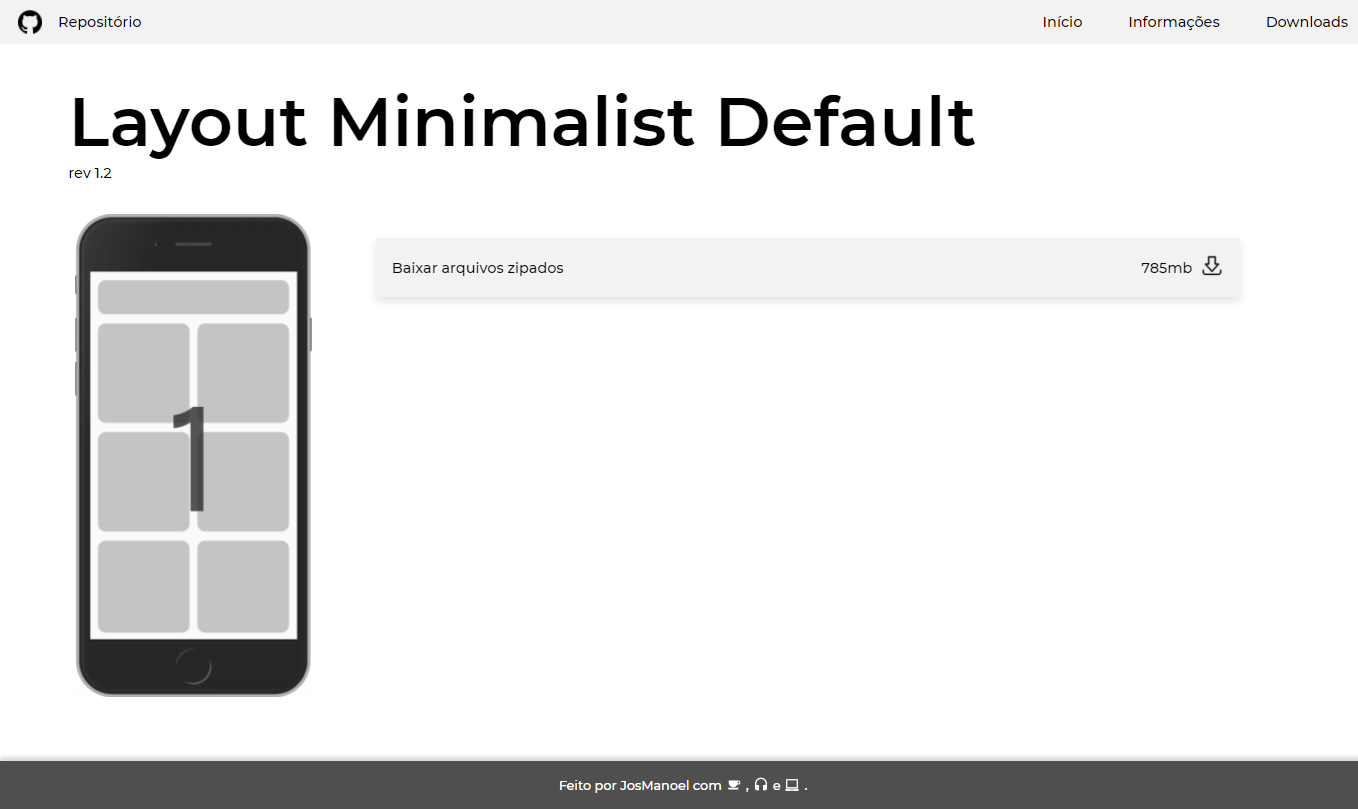 Repositório Início Informações Downloads
Layout Minimalist Default
rev 1.2
Baixar arquivos zipados 785mb
1
Feito por JosManoel com , e .